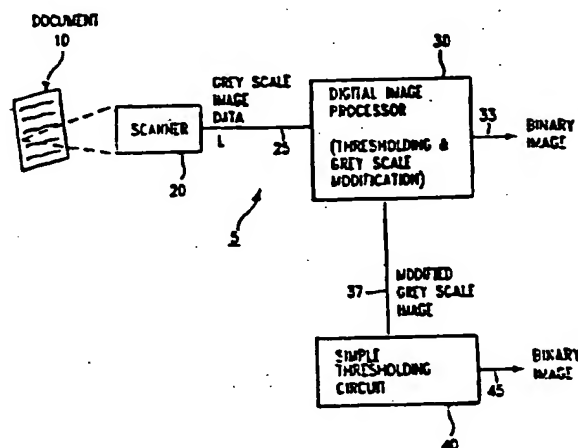 DOCUMENT
10
SCANNER
20
GREY SCALE
IMAGE
DATA
L
25
5
30
DIGITAL IMAGE
PROCESSOR
(THRESHOLDING &
GREY SCALE
MODIFICATION)
33
BINARY
IMAGE
37
MODIFIED
GREY SCALE
IMAGE
SIMPLE
THRESHOLDING
CIRCUIT
45
BINARY
IMAGE
40